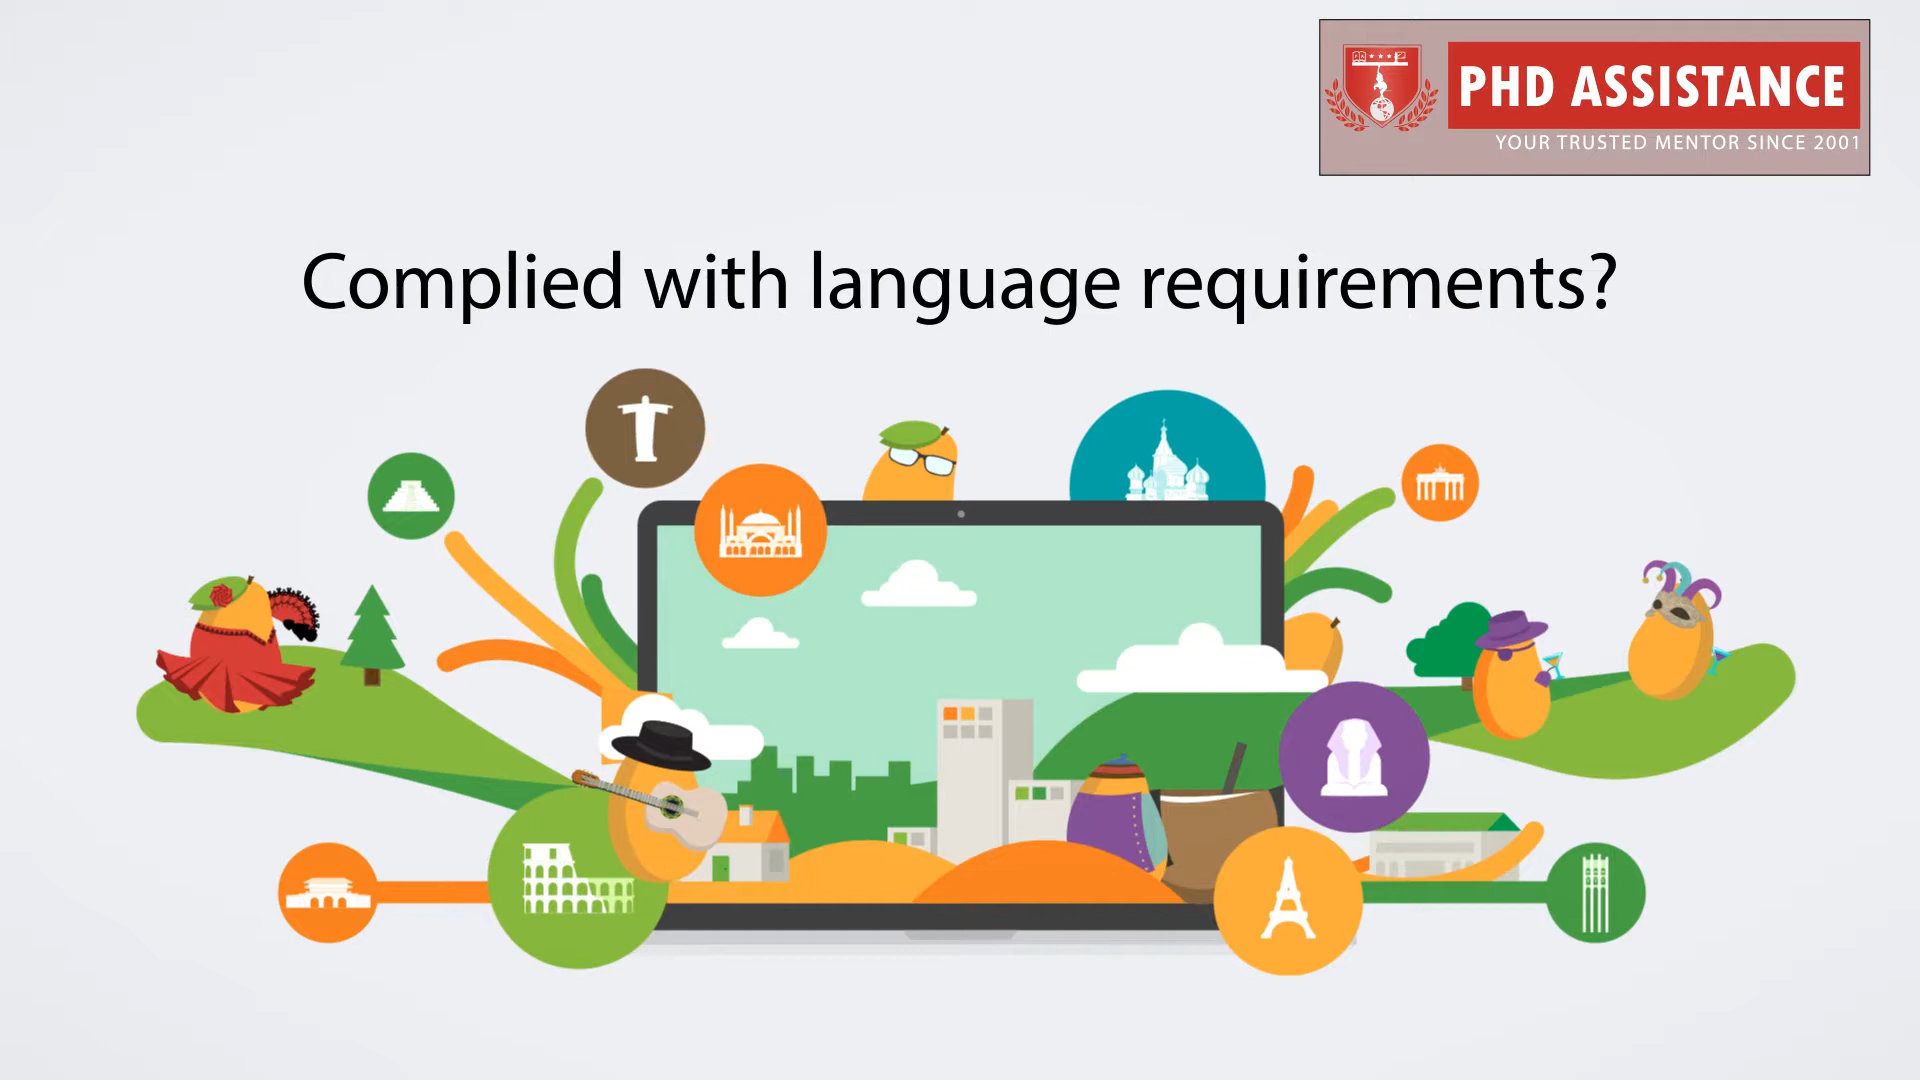 PHD ASSISTANCE
YOUR TRUSTED MENTOR SINCE 2001
Complied with language requirements?